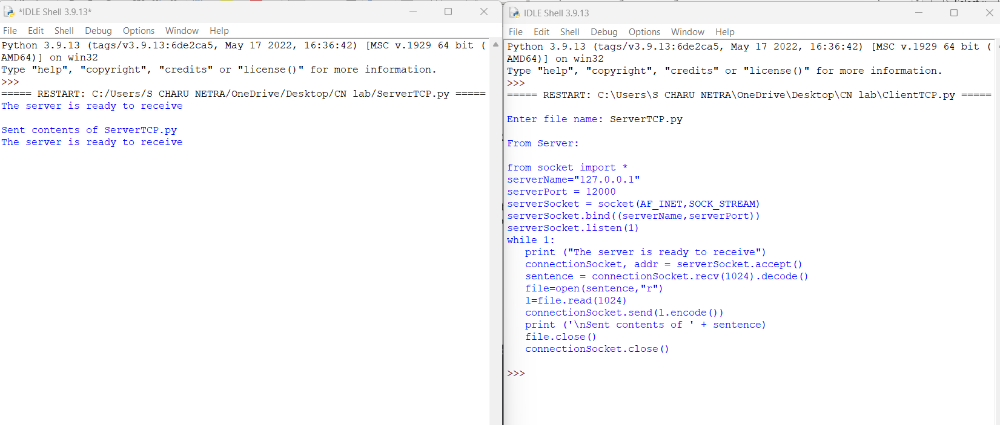 *IDLE Shell 3.9.13*
File Edit Shell Debug Options Window Help
Python 3.9.13 (tags/v3.9.13:6de2ca5, May 17 2022, 16:36:42) [MSC v.1929 64 bit (
AMD64)] on win32
Type "help", "copyright", "credits" or "license()" for more information.
>>>
===== RESTART: C:/Users/S CHARU NETRA/OneDrive/Desktop/CN lab/ServerTCP.py =====
The server is ready to receive

Sent contents of ServerTCP.py
The server is ready to receive
IDLE Shell 3.9.13
File Edit Shell Debug Options Window Help
Python 3.9.13 (tags/v3.9.13:6de2ca5, May 17 2022, 16:36:42) [MSC v.1929 64 bit (
AMD64)] on win32
Type "help", "copyright", "credits" or "license()" for more information.
>>>
===== RESTART: C:\Users\S CHARU NETRA\OneDrive\Desktop\CN lab\ClientTCP.py =====

Enter file name: ServerTCP.py

From Server:

from socket import *
serverName="127.0.0.1"
serverPort = 12000
serverSocket = socket(AF_INET,SOCK_STREAM)
serverSocket.bind((serverName,serverPort))
serverSocket.listen(1)
while 1:
   print ("The server is ready to receive")
   connectionSocket, addr = serverSocket.accept()
   sentence = connectionSocket.recv(1024).decode()
   file=open(sentence,"r")
   l=file.read(1024)
   connectionSocket.send(l.encode())
   print ('\nSent contents of ' + sentence)
   file.close()
   connectionSocket.close()

>>>